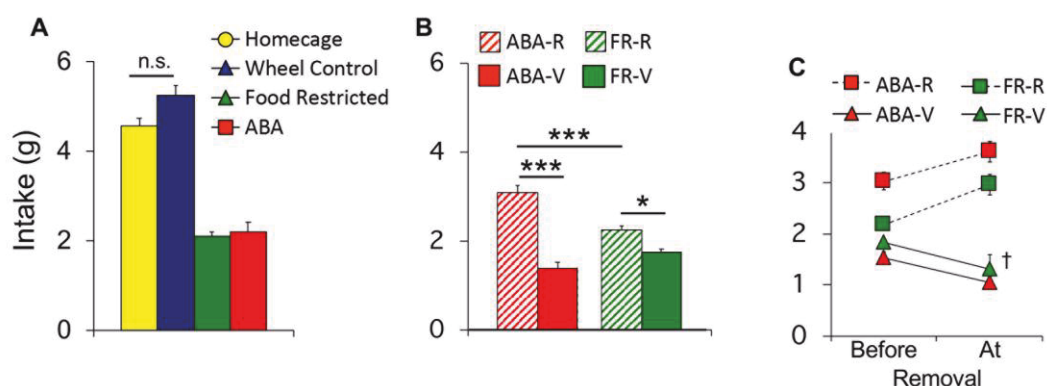 A
Homecage
n.s.
Wheel Control
Food Restricted
ABA
Intake (g)
6
4
2
0
B
ABA-R
FR-R
ABA-V
FR-V
6
4
2
0
***
***
*
C
ABA-R
FR-R
ABA-V
FR-V
4
3
2
1
0
†
Before
At
Removal